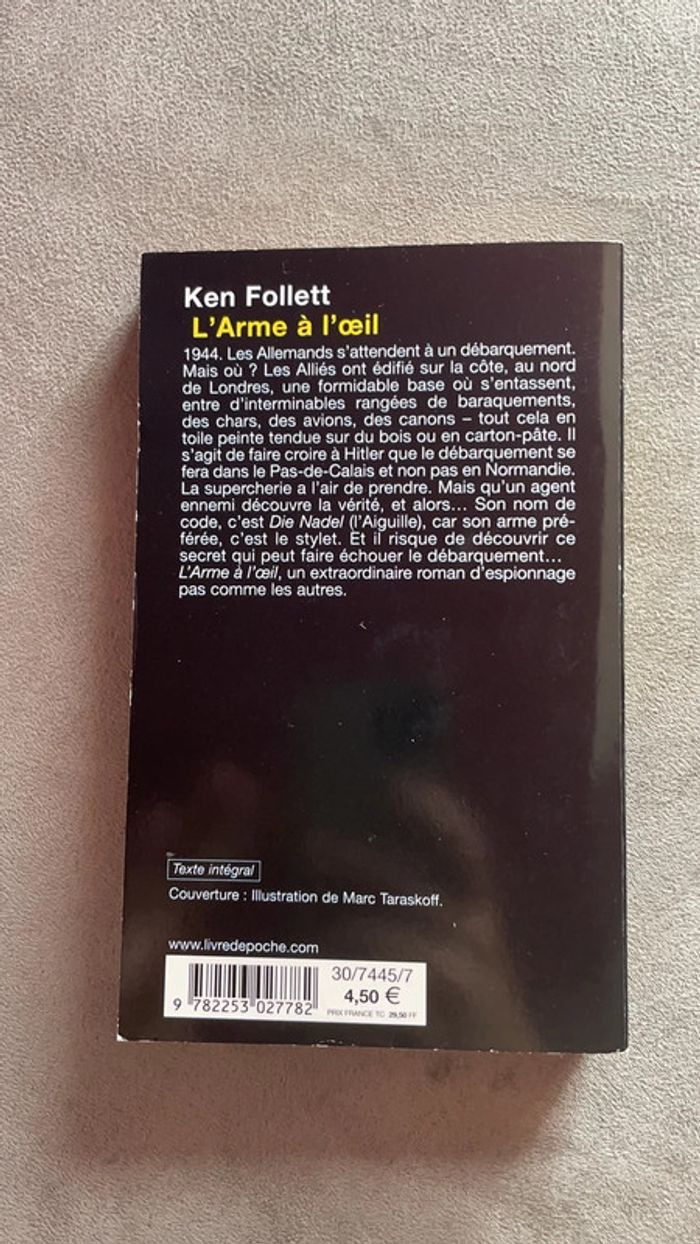 Ken Follett
L'Arme à l'œil
1944. Les Allemands s'attendent à un débarquement.
Mais où ? Les Alliés ont édifié sur la côte, au nord
de Londres, une formidable base où s'entassent,
entre d'interminables rangées de baraquements,
des chars, des avions, des canons – tout cela en
toile peinte tendue sur du bois ou en carton-pâte. Il
s'agit de faire croire à Hitler que le débarquement se
fera dans le Pas-de-Calais et non pas en Normandie.
La supercherie a l'air de prendre. Mais qu'un agent
ennemi découvre la vérité, et alors... Son nom de
code, c'est Die Nadel (l'Aiguille), car son arme pré-
férée, c'est le stylet. Et il risque de découvrir ce
secret qui peut faire échouer le débarquement...
L'Arme à l'œil, un extraordinaire roman d'espionnage
pas comme les autres.
Texte intégral
Couverture : Illustration de Marc Taraskoff.
www.livredepoche.com
30/7445/7
4,50 €
PRIX FRANCE TC 29,50 FF
9 782253 027782